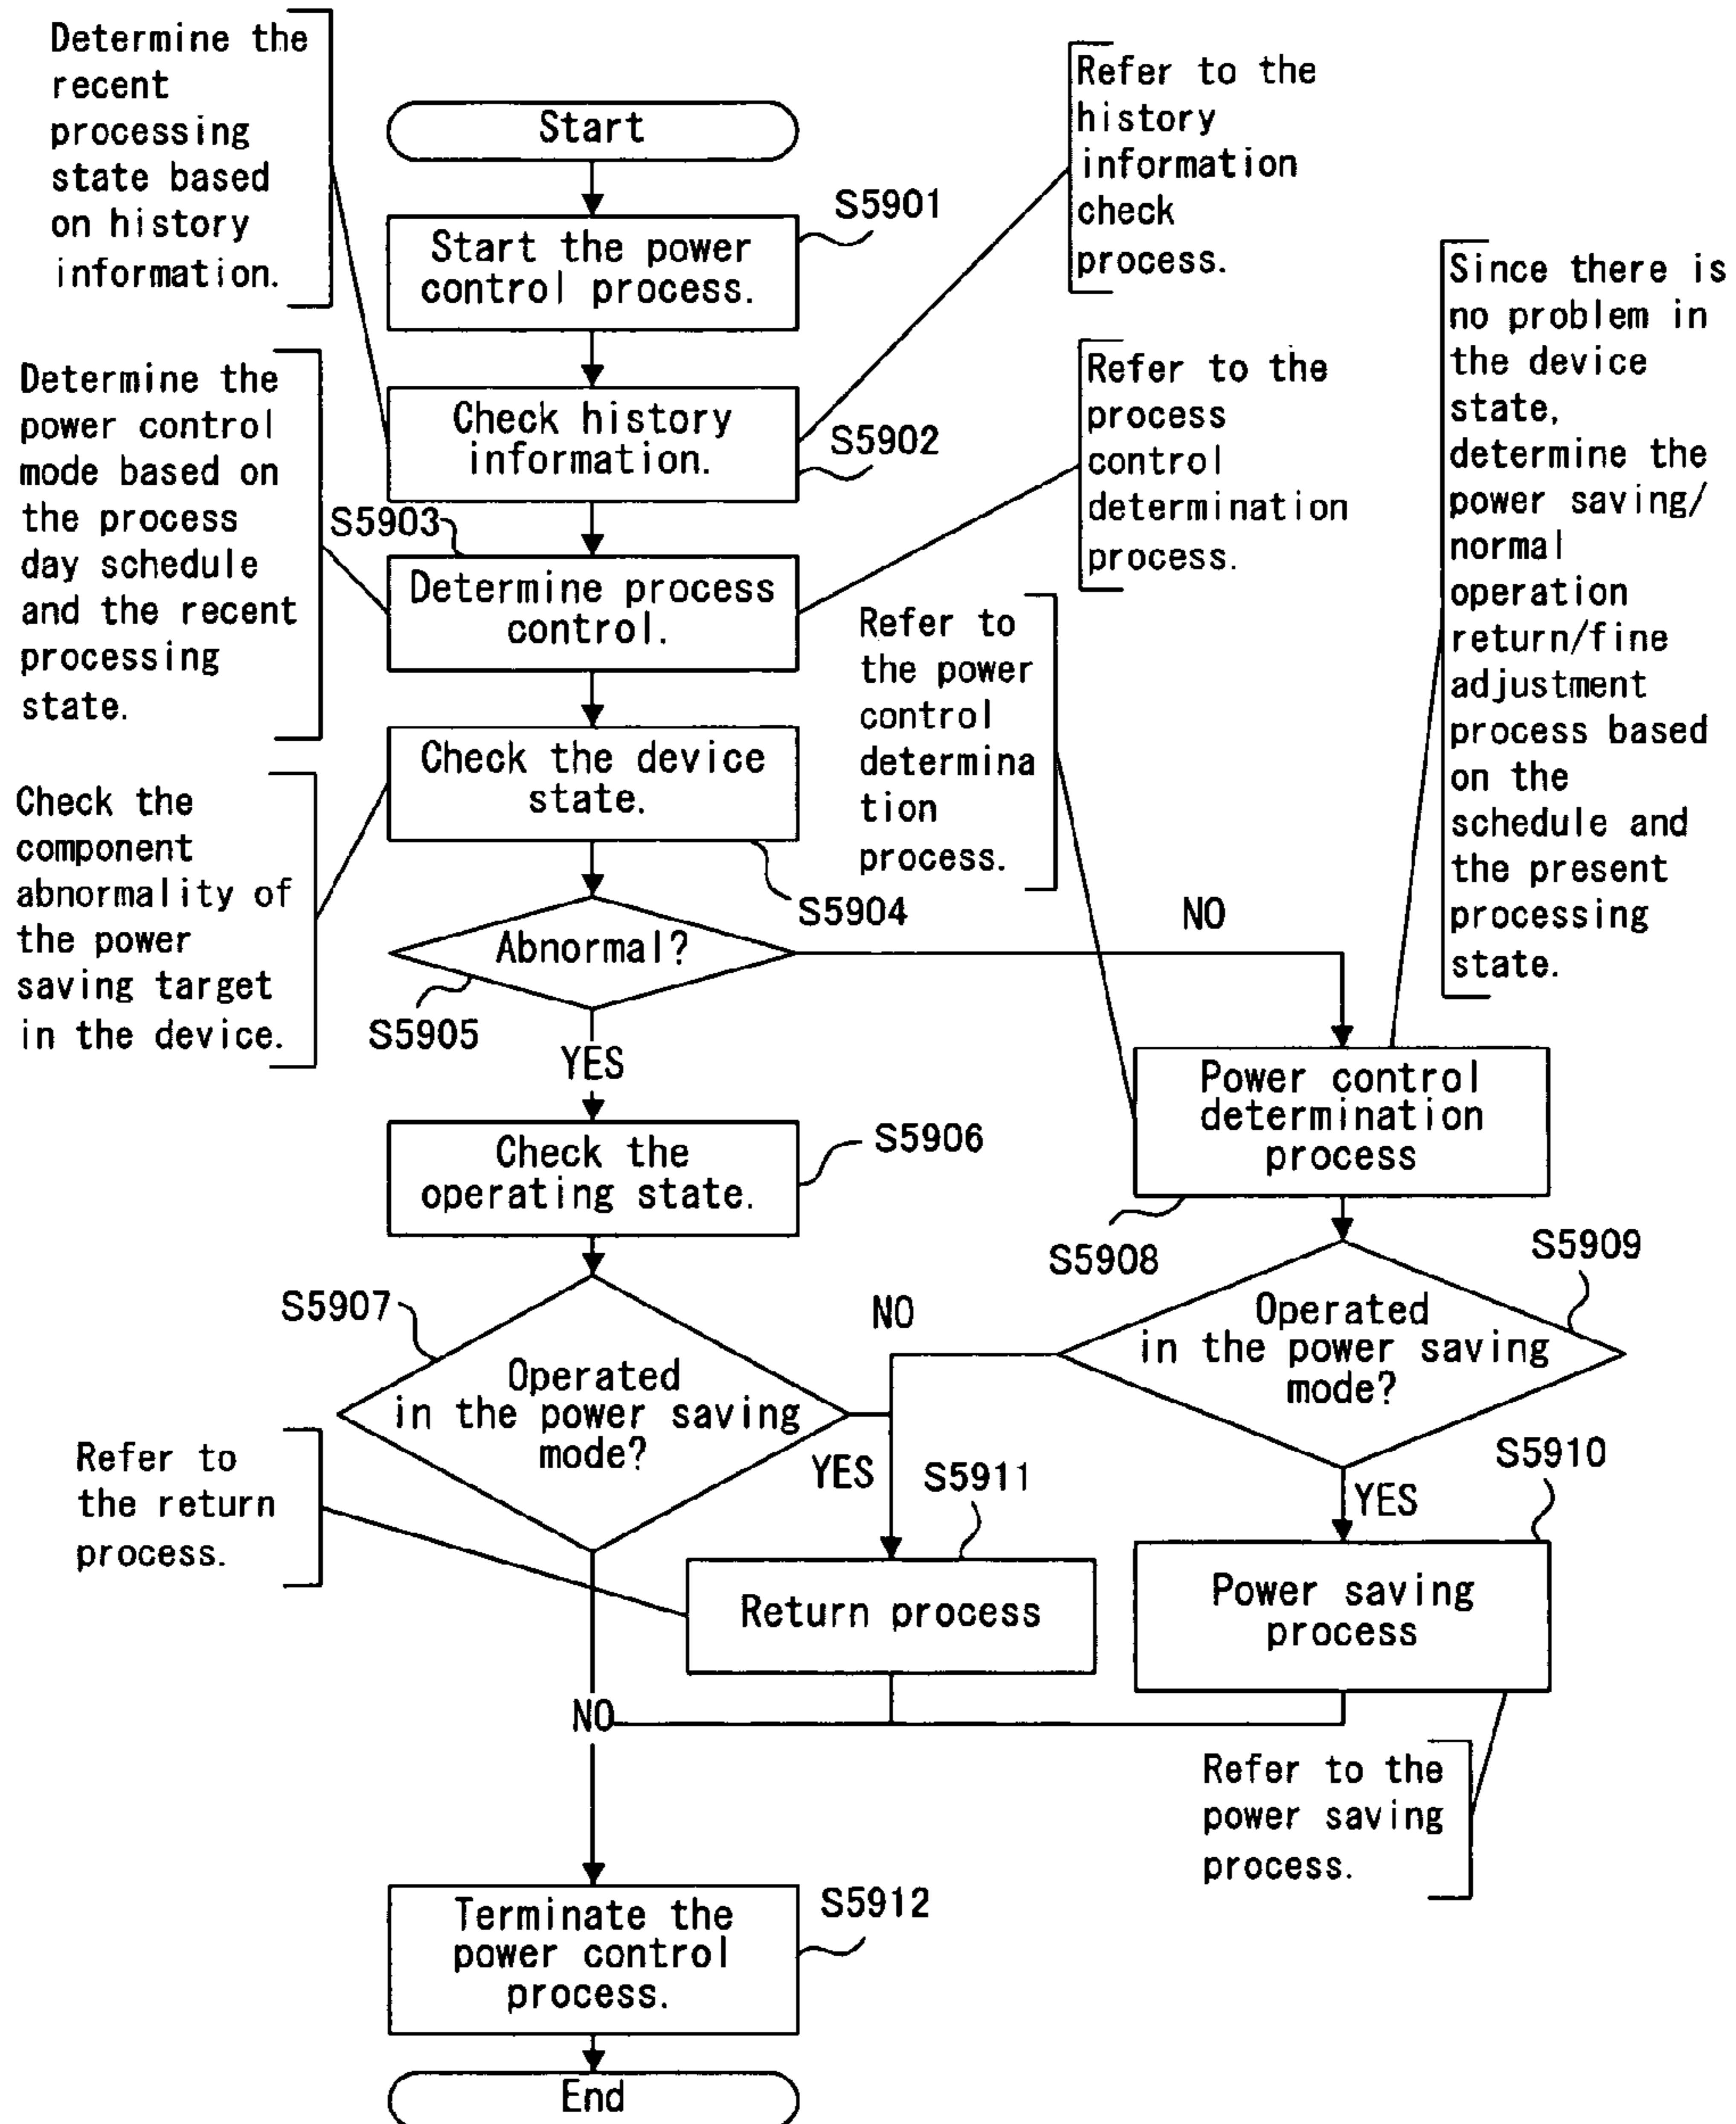 Determine the
recent
processing
state based
on history
information.
Refer to the
history
information
check
process.
Start
S5901
Start the power
control process.
Since there is
no problem in
the device
state,
determine the
power saving/
normal
operation
return/fine
adjustment
process based
on the
schedule and
the present
processing
state.
Determine the
power control
mode based on
the process
day schedule
and the recent
processing
state.
Check history
information.
S5902
Refer to the
process
control
determination
process.
S5903
Determine process
control.
Refer to
the power
control
determina
tion
process.
Check the device
state.
S5904
Check the
component
abnormality of
the power
saving target
in the device.
Abnormal?
NO
S5905
YES
Power control
determination
process
Check the
operating state.
S5906
S5908
S5909
S5907
NO
Operated
in the power saving
mode?
Operated
in the power saving
mode?
Refer to
the return
process.
YES
S5911
S5910
YES
Return process
Power saving
process
NO
Refer to the
power saving
process.
Terminate the
power control
process.
S5912
End